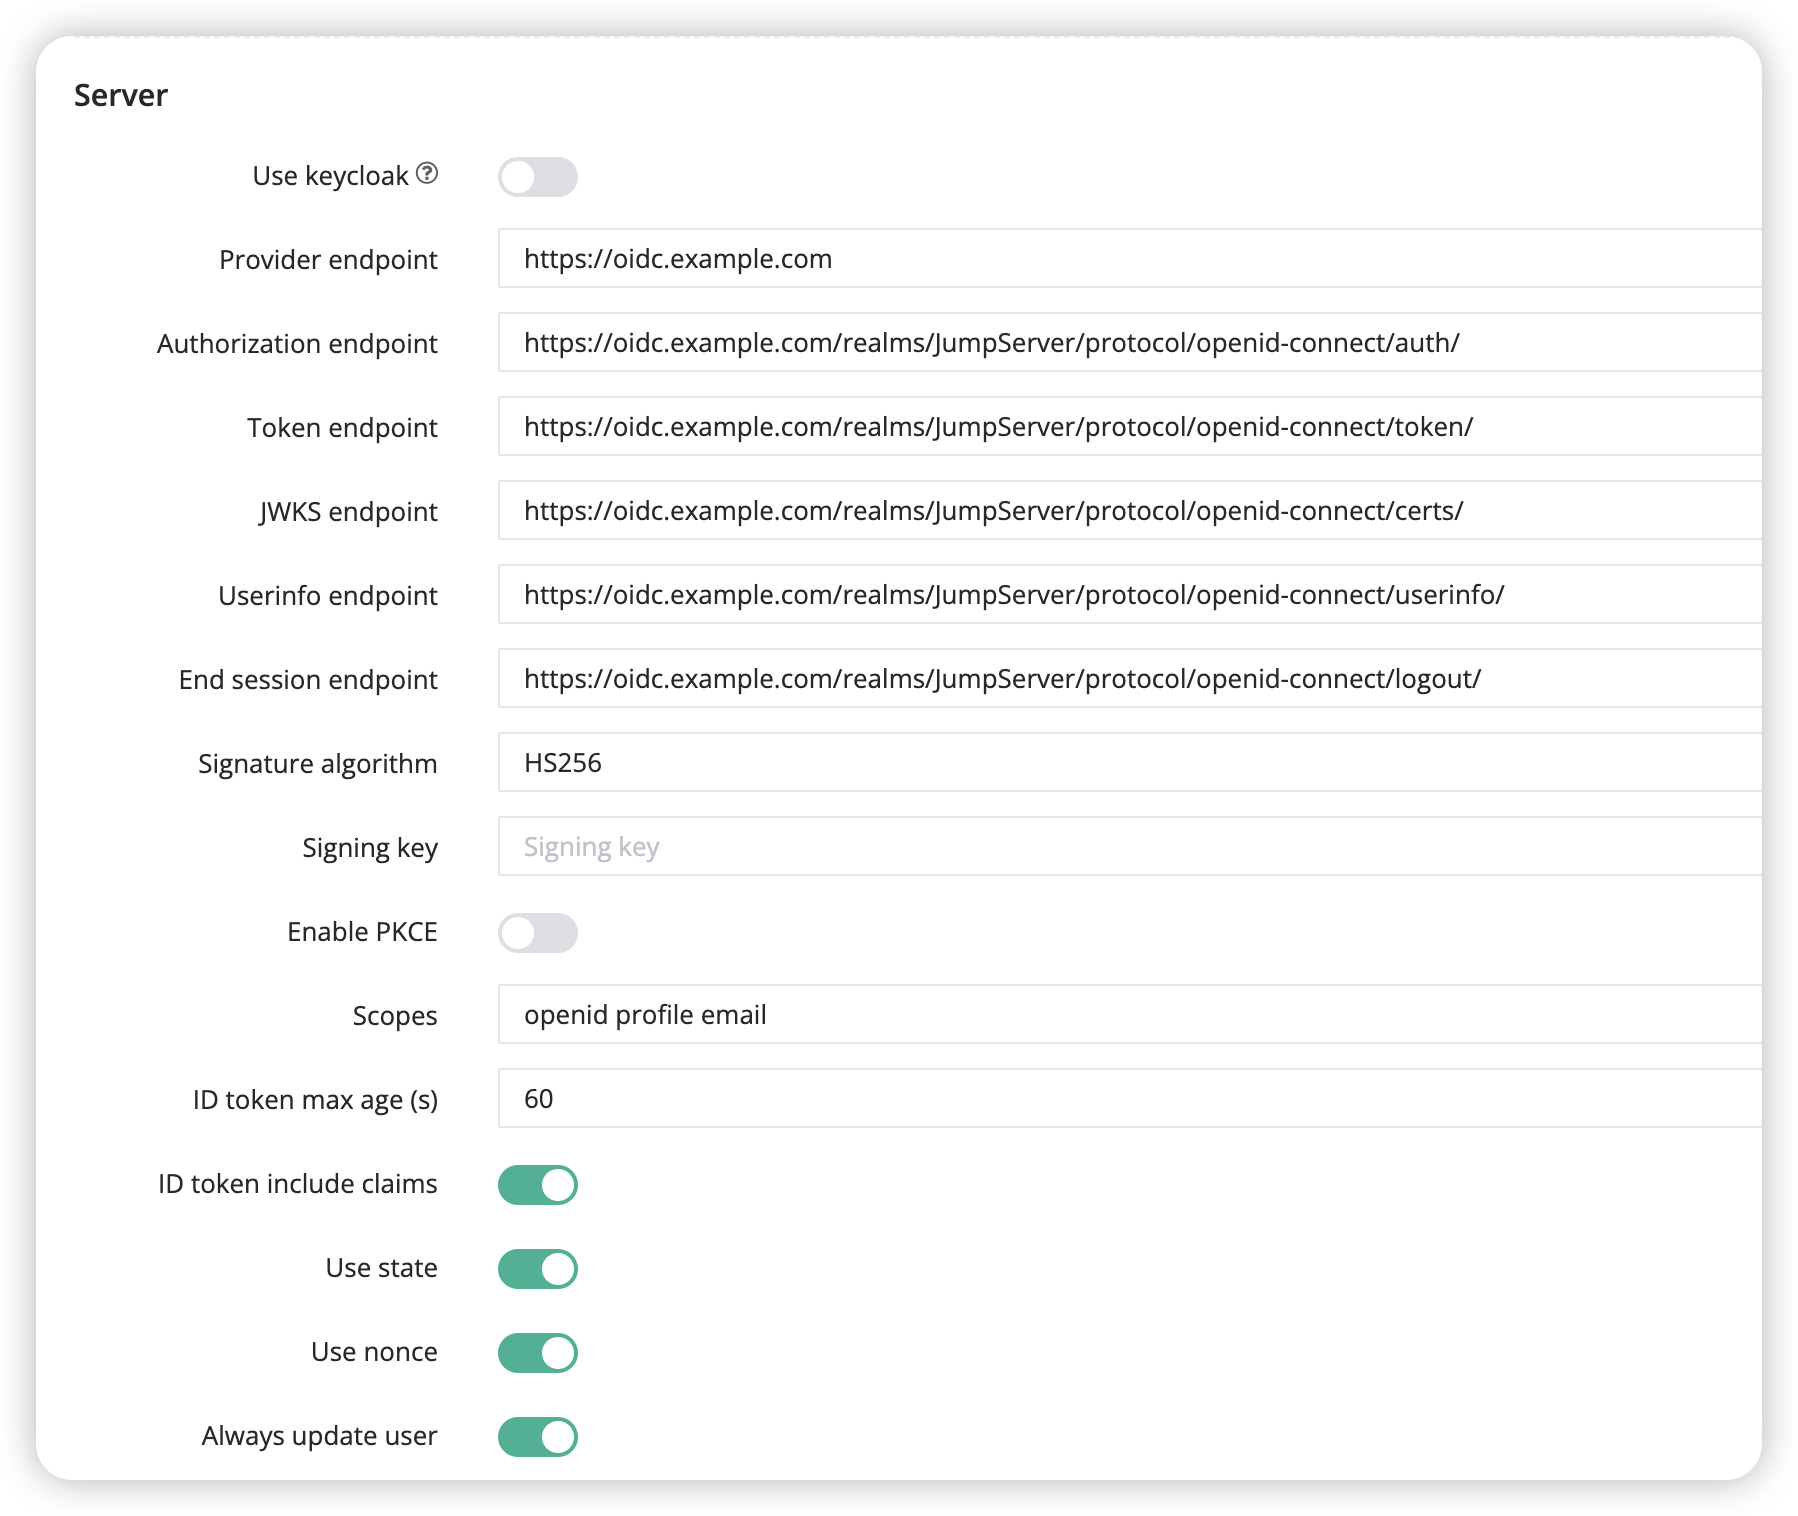 Server
Use keycloak ?
Provider endpoint https://oidc.example.com
Authorization endpoint https://oidc.example.com/realms/JumpServer/protocol/openid-connect/auth/
Token endpoint https://oidc.example.com/realms/JumpServer/protocol/openid-connect/token/
JWKS endpoint https://oidc.example.com/realms/JumpServer/protocol/openid-connect/certs/
Userinfo endpoint https://oidc.example.com/realms/JumpServer/protocol/openid-connect/userinfo/
End session endpoint https://oidc.example.com/realms/JumpServer/protocol/openid-connect/logout/
Signature algorithm HS256
Signing key Signing key
Enable PKCE
Scopes openid profile email
ID token max age (s) 60
ID token include claims
Use state
Use nonce
Always update user